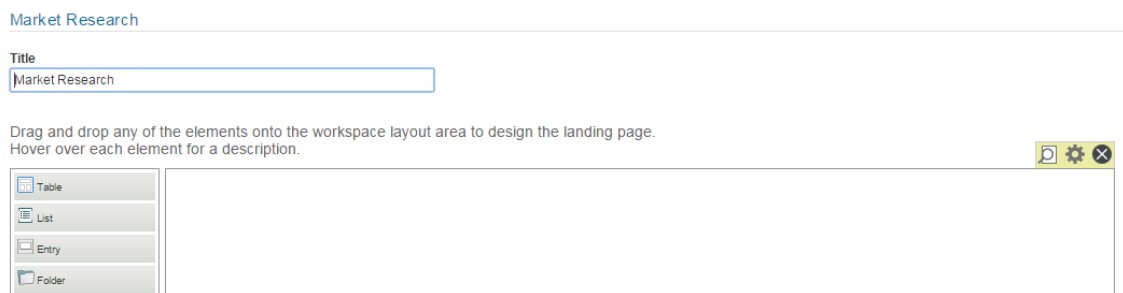 Market Research
Title
Market Research
Drag and drop any of the elements onto the workspace layout area to design the landing page.
Hover over each element for a description.
Table
List
Entry
Folder